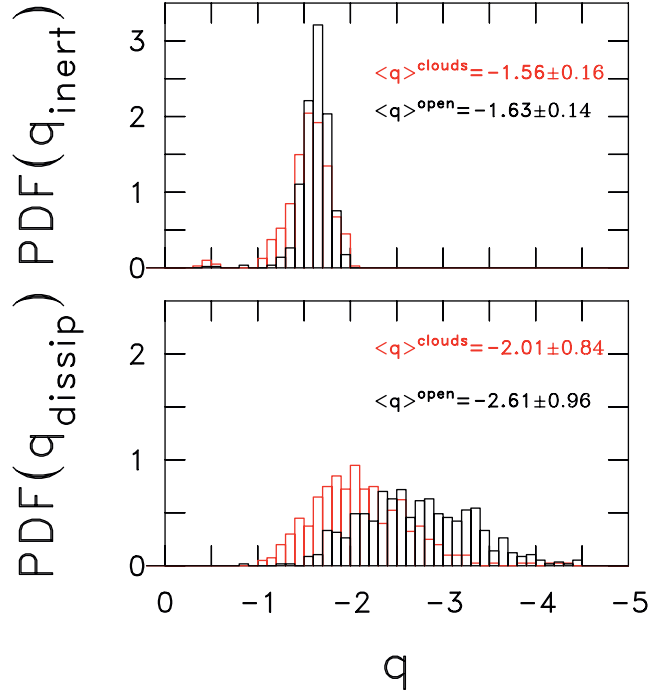 PDF(q_inert)
3
2
1
0
<q>^clouds=-1.56±0.16
<q>^open=-1.63±0.14
PDF(q_dissip)
2
1
0
<q>^clouds=-2.01±0.84
<q>^open=-2.61±0.96
0 -1 -2 -3 -4 -5
q